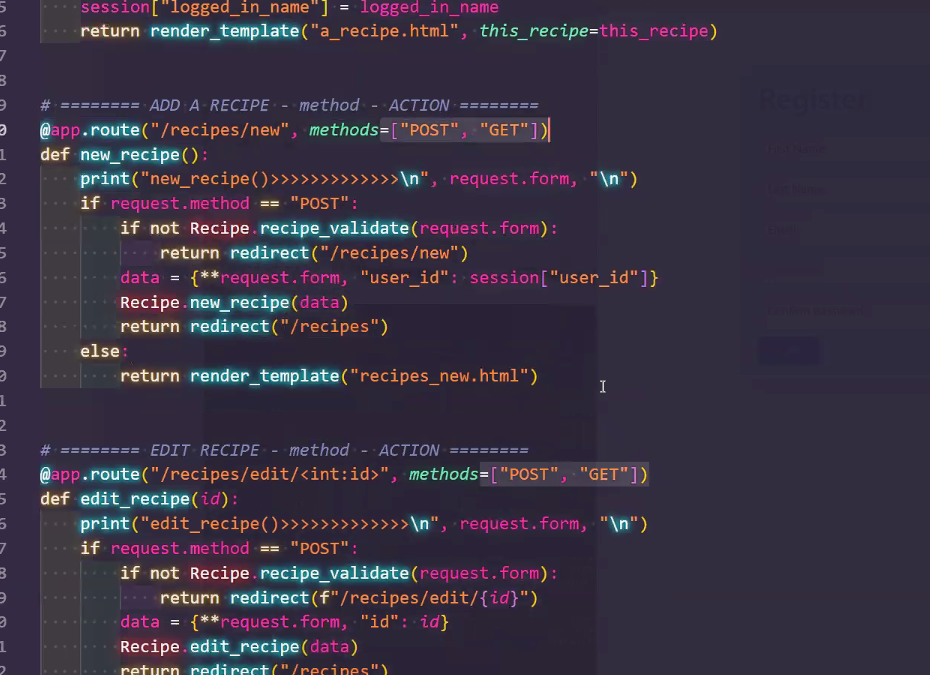 5 session["logged_in_name"] = logged_in_name
6 return render_template("a_recipe.html", this_recipe=this_recipe)
7
8
9 # ======== ADD A RECIPE - method - ACTION ========
0 @app.route("/recipes/new", methods=["POST", "GET"])
1 def new_recipe():
2 print("new_recipe()>>>>>>>>>>>>>\n", request.form, "\n")
3 if request.method == "POST":
4 if not Recipe.recipe_validate(request.form):
5 return redirect("/recipes/new")
6 data = {**request.form, "user_id": session["user_id"]}
7 Recipe.new_recipe(data)
8 return redirect("/recipes")
9 else:
0 return render_template("recipes_new.html")
1
2
3 # ======== EDIT RECIPE - method - ACTION ========
4 @app.route("/recipes/edit/<int:id>", methods=["POST", "GET"])
5 def edit_recipe(id):
6 print("edit_recipe()>>>>>>>>>>>>>\n", request.form, "\n")
7 if request.method == "POST":
8 if not Recipe.recipe_validate(request.form):
9 return redirect(f"/recipes/edit/{id}")
0 data = {**request.form, "id": id}
1 Recipe.edit_recipe(data)
2 return redirect("/recipes")
Register